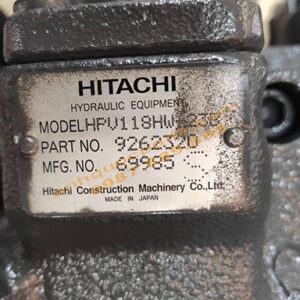 HITACHI
HYDRAULIC EQUIPMENT
MODEL HPV118HW-23B
PART NO. 9262320
MFG. NO. 69985
Hitachi Construction Machinery Co.,Ltd.
MADE IN JAPAN